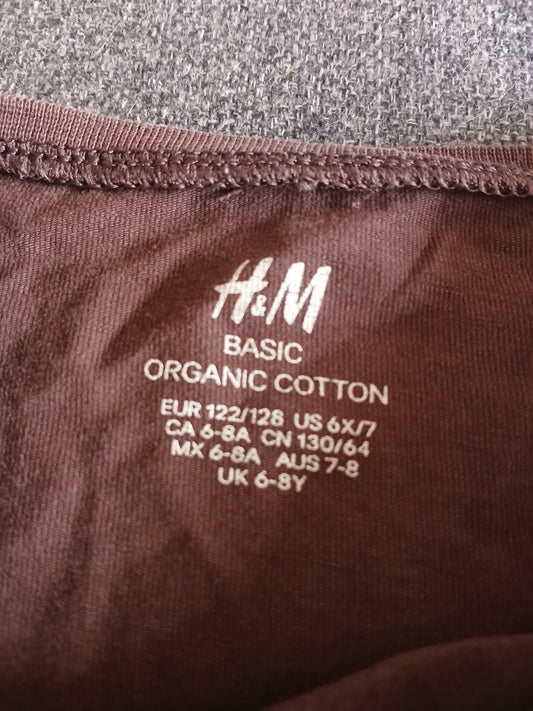 H&M
BASIC
ORGANIC COTTON
EUR 122/128 US 6X/7
CA 6-8A CN 130/64
MX 6-8A AUS 7-8
UK 6-8Y